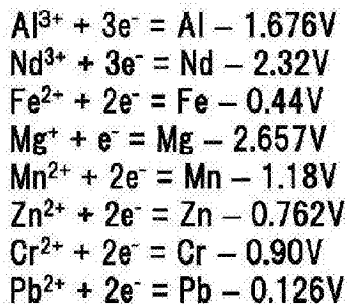 Al³⁺ + 3e⁻ = Al – 1.676V
Nd³⁺ + 3e⁻ = Nd – 2.32V
Fe²⁺ + 2e⁻ = Fe – 0.44V
Mg⁺ + e⁻ = Mg – 2.657V
Mn²⁺ + 2e⁻ = Mn – 1.18V
Zn²⁺ + 2e⁻ = Zn – 0.762V
Cr²⁺ + 2e⁻ = Cr – 0.90V
Pb²⁺ + 2e⁻ = Pb – 0.126V